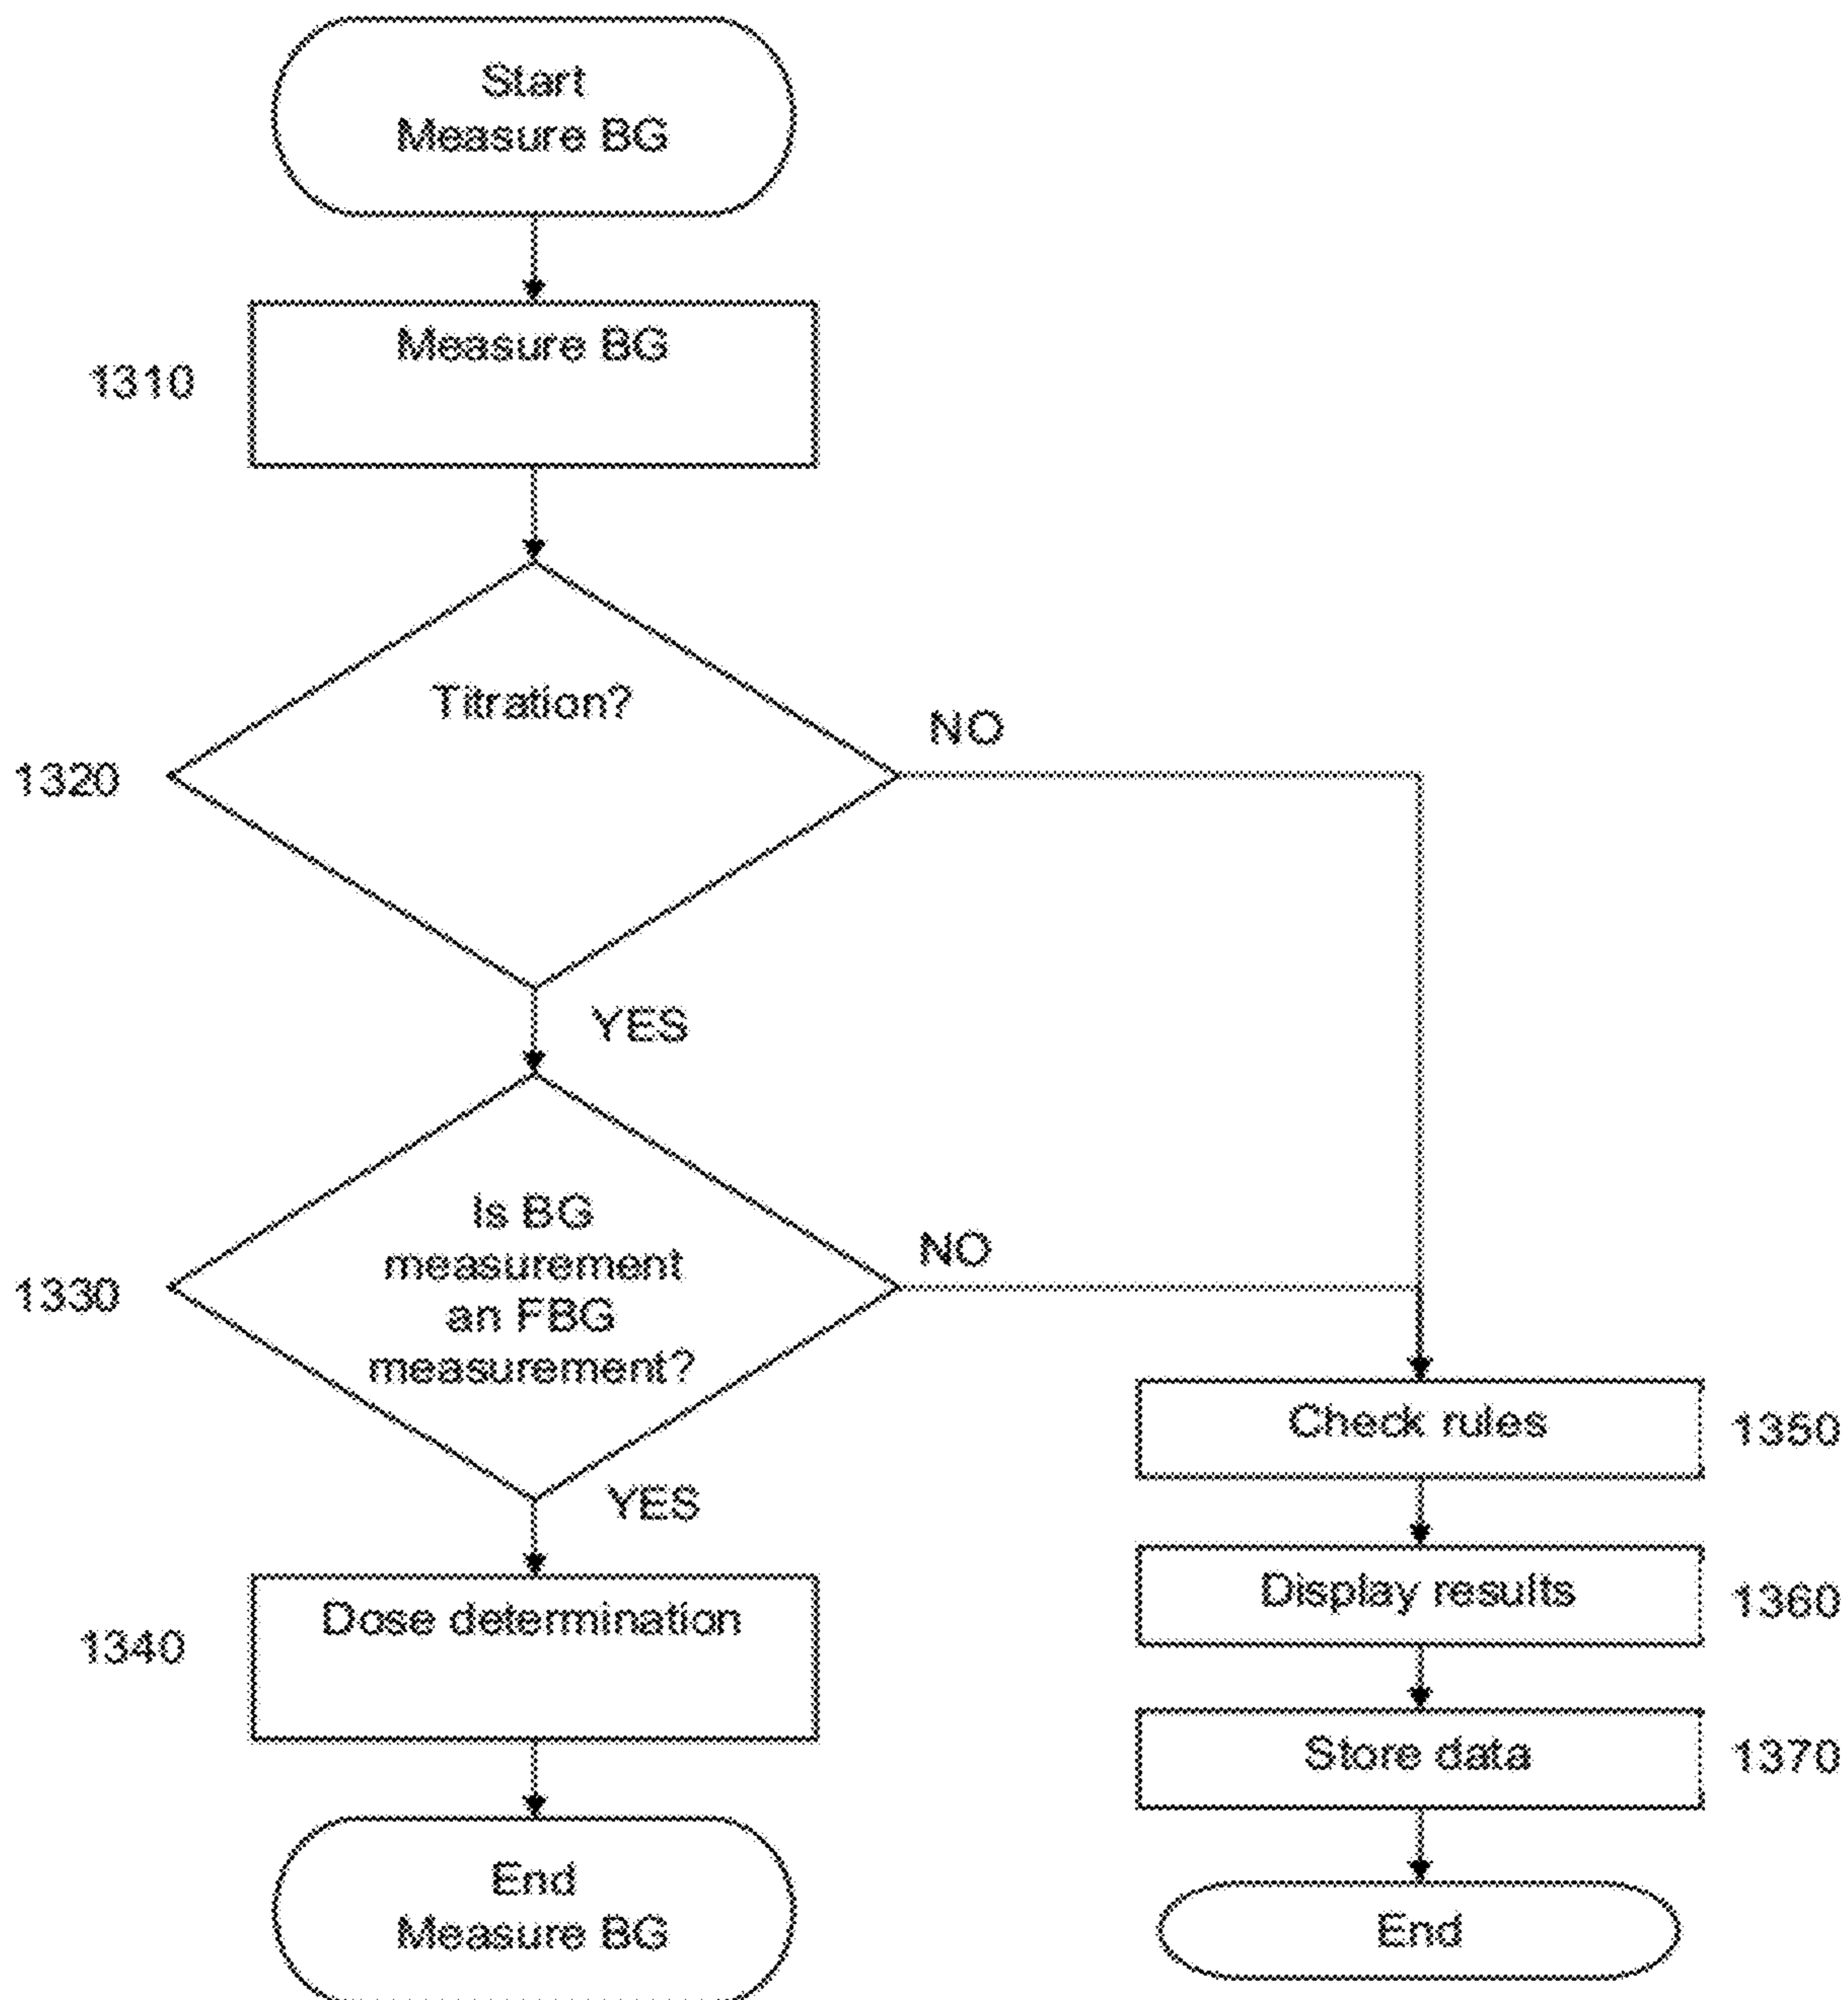 Start
Measure BG
Measure BG
1310
Titration?
NO
1320
YES
Is BG
measurement
an FBG
measurement?
NO
1330
YES
Check rules
1350
Display results
1360
Dose determination
1340
Store data
1370
End
Measure BG
End